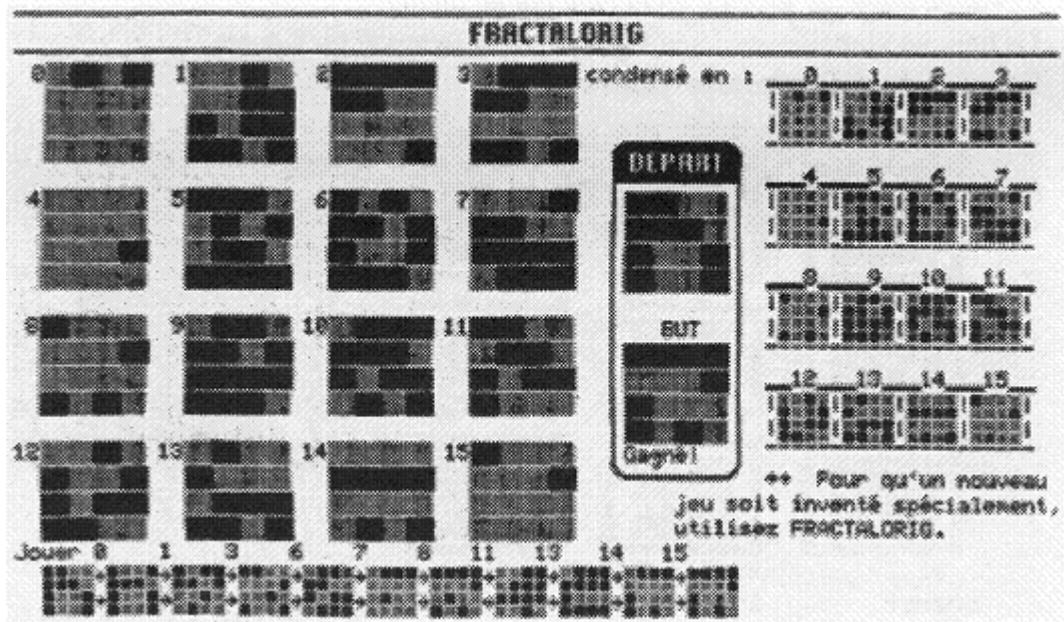 FRACTALORIG
0 1 2 3 condensé en : 0 1 2 3
DEPART
4 5 6 7 4 5 6 7
8 9 10 11 BUT 8 9 10 11
12 13 14 15 12 13 14 15
Gagné!
++ Pour qu'un nouveau
jeu soit inventé spécialement,
utilisez FRACTALORIG.
Jouer 0 1 3 6 7 8 11 13 14 15